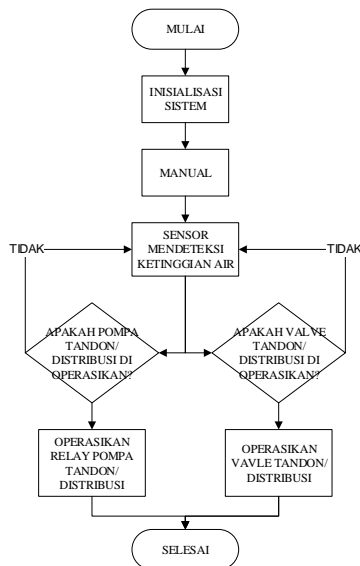 MULAI
INISIALISASI
SISTEM
MANUAL
SENSOR
MENDETEKSI
KETINGGIAN AIR
TIDAK
TIDAK
APAKAH POMPA
TANDON/
DISTRIBUSI DI
OPERASIKAN?
APAKAH VALVE
TANDON/
DISTRIBUSI DI
OPERASIKAN?
OPERASIKAN
RELAY POMPA
TANDON/
DISTRIBUSI
OPERASIKAN
VAVLE TANDON/
DISTRIBUSI
SELESAI